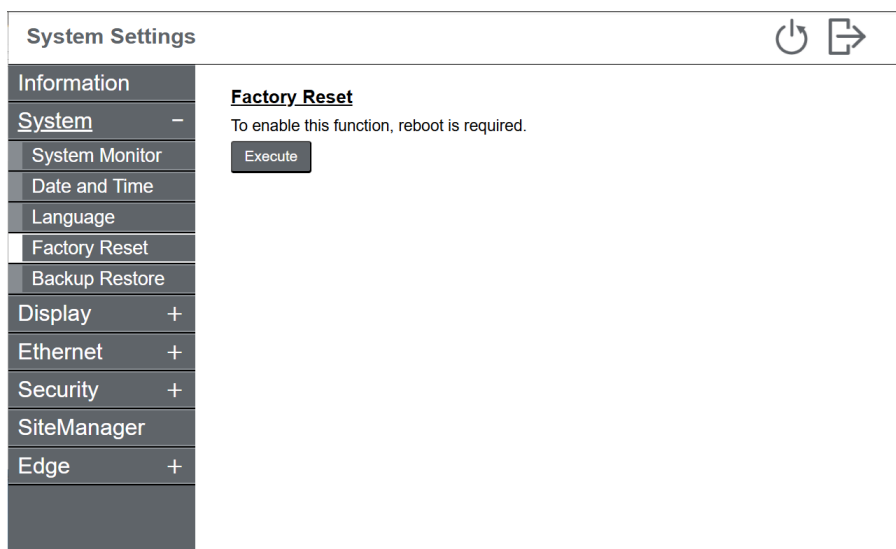 System Settings
Information
System −
System Monitor
Date and Time
Language
Factory Reset
Backup Restore
Display +
Ethernet +
Security +
SiteManager
Edge +
Factory Reset
To enable this function, reboot is required.
Execute